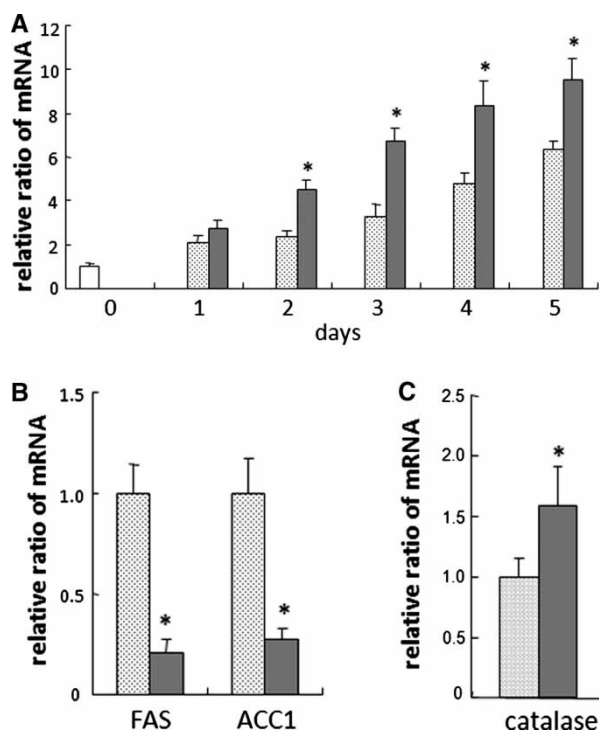 A
relative ratio of mRNA
12
10
8
6
4
2
0
* * * *
0 1 2 3 4 5
days
B
relative ratio of mRNA
1.5
1.0
0.5
0
* *
FAS ACC1
C
relative ratio of mRNA
2.5
2.0
1.5
1.0
0.5
0
*
catalase